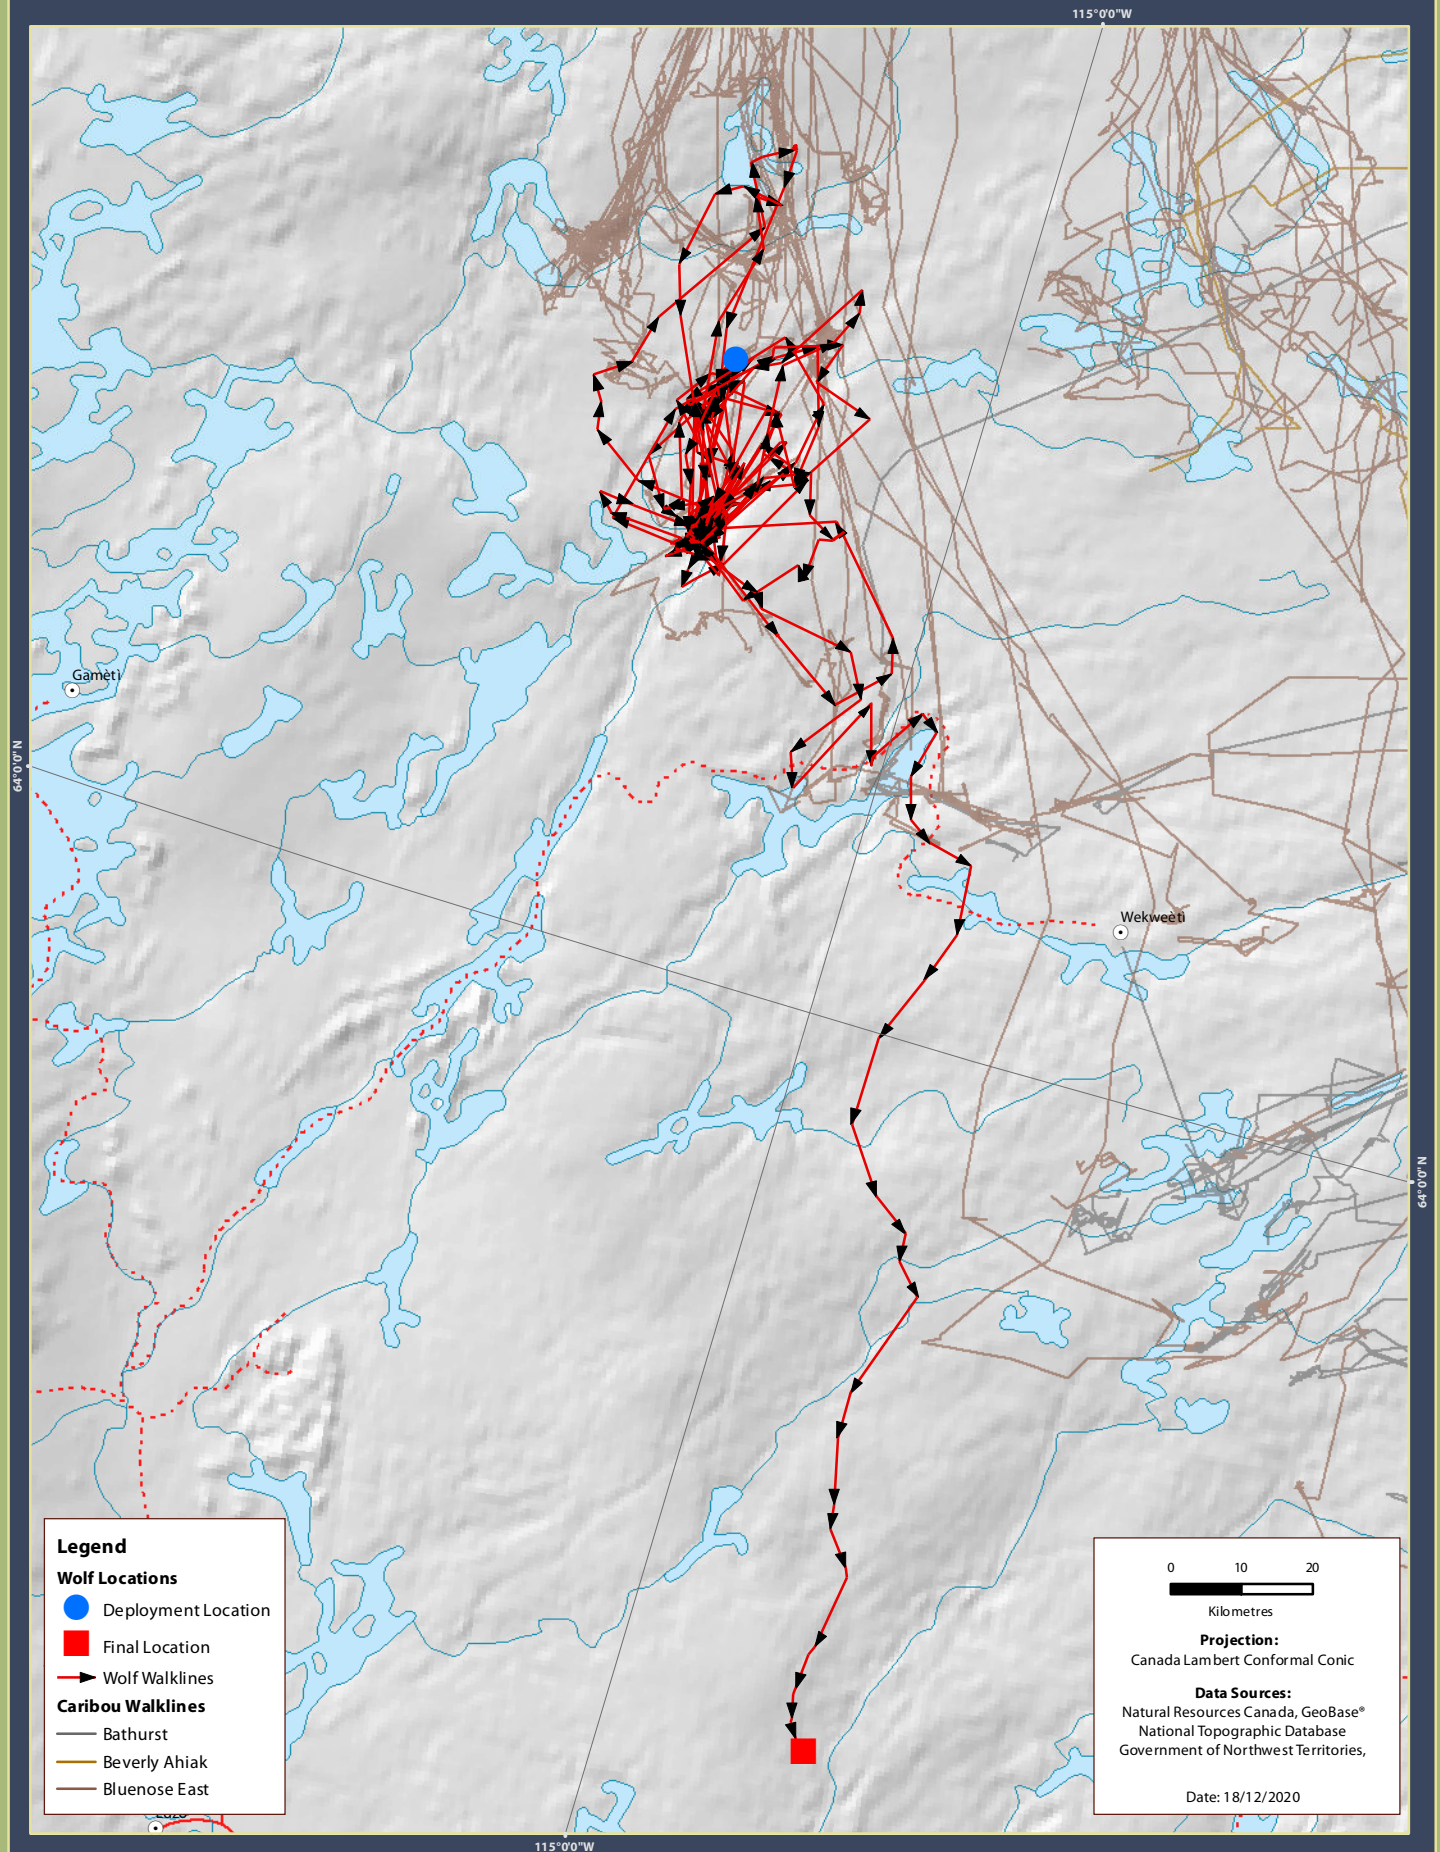 115°0'0"W
Gamètì
64°0'0"N
Wekweètì
64°0'0"N
Legend
Wolf Locations
Deployment Location
Final Location
Wolf Walklines
Caribou Walklines
Bathurst
Beverly Ahiak
Bluenose East
0 10 20
Kilometres
Projection:
Canada Lambert Conformal Conic
Data Sources:
Natural Resources Canada, GeoBase®
National Topographic Database
Government of Northwest Territories,
Date: 18/12/2020
115°0'0"W